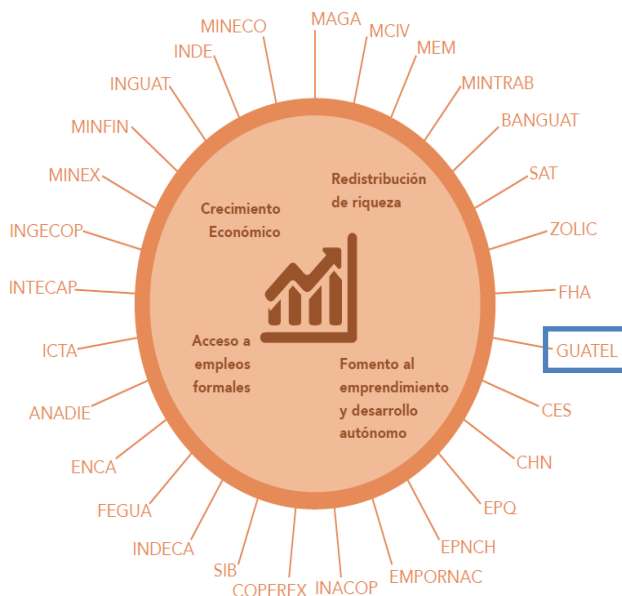 MAGA
MCIV
MEM
MINTRAB
BANGUAT
SAT
ZOLIC
FHA
GUATEL
CES
CHN
EPQ
EPNCH
EMPORNAC
INACOP
COPEREX
SIB
INDECA
FEGUA
ENCA
ANADIE
ICTA
INTECAP
INGECOP
MINEX
MINFIN
INGUAT
INDE
MINECO
Crecimiento
Económico
Redistribución
de riqueza
Acceso a
empleos
formales
Fomento al
emprendimiento
y desarrollo
autónomo